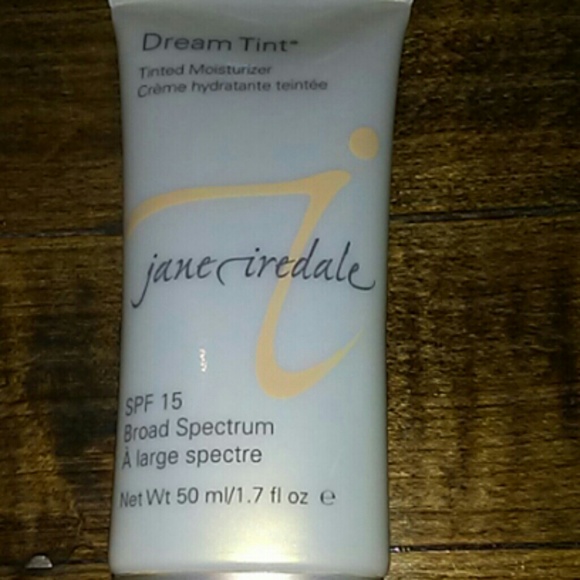 Dream Tint™
Tinted Moisturizer
Crème hydratante teintée
jane iredale
SPF 15
Broad Spectrum
À large spectre
Net Wt 50 ml/1.7 fl oz ℮